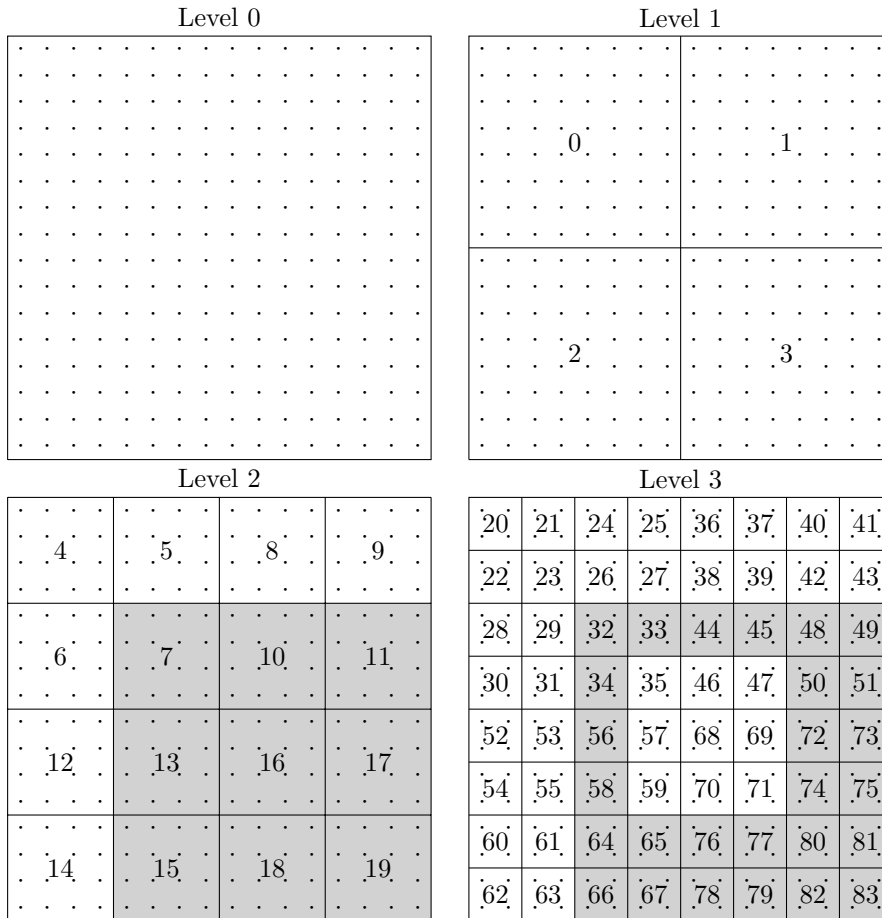 Level 0
Level 1
0 1
2 3
Level 2
Level 3
4 5 8 9
6 7 10 11
12 13 16 17
14 15 18 19
20 21 24 25 36 37 40 41
22 23 26 27 38 39 42 43
28 29 32 33 44 45 48 49
30 31 34 35 46 47 50 51
52 53 56 57 68 69 72 73
54 55 58 59 70 71 74 75
60 61 64 65 76 77 80 81
62 63 66 67 78 79 82 83